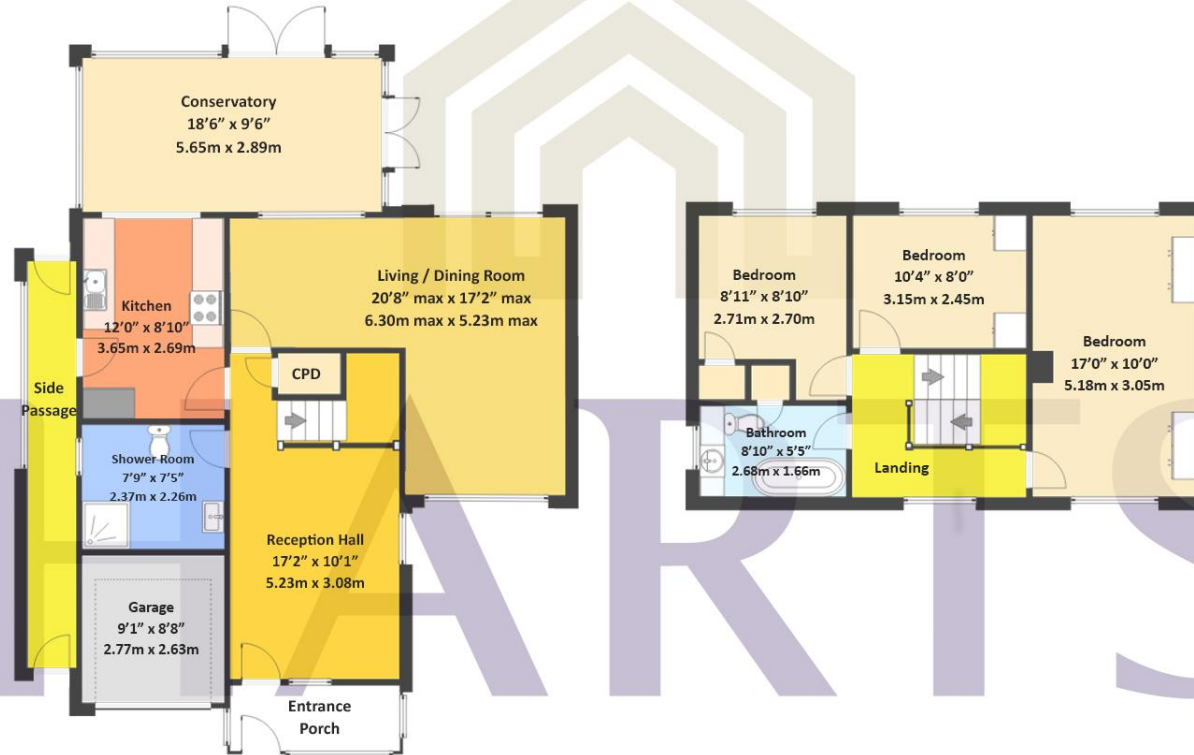 Conservatory
18’6” x 9’6”
5.65m x 2.89m
Kitchen
12’0” x 8’10”
3.65m x 2.69m
Living / Dining Room
20’8” max x 17’2” max
6.30m max x 5.23m max
CPD
Side
Passage
Shower Room
7’9” x 7’5”
2.37m x 2.26m
Reception Hall
17’2” x 10’1”
5.23m x 3.08m
Garage
9’1” x 8’8”
2.77m x 2.63m
Entrance
Porch
Bedroom
8’11” x 8’10”
2.71m x 2.70m
Bedroom
10’4” x 8’0”
3.15m x 2.45m
Bedroom
17’0” x 10’0”
5.18m x 3.05m
Bathroom
8’10” x 5’5”
2.68m x 1.66m
Landing
HARTS